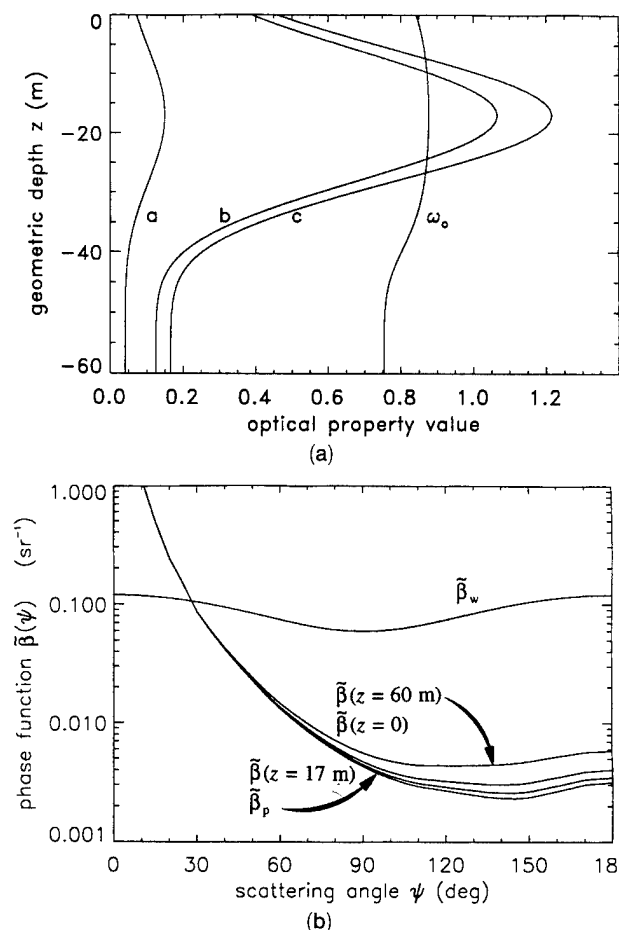 0
-20
-40
-60
geometric depth z (m)
a
b
c
ω₀
0.0 0.2 0.4 0.6 0.8 1.0 1.2
optical property value
(a)
1.000
0.100
0.010
0.001
phase function β̃(ψ) (sr⁻¹)
β̃w
β̃(z = 60 m)
β̃(z = 0)
β̃(z = 17 m)
β̃p
0 30 60 90 120 150 180
scattering angle ψ (deg)
(b)